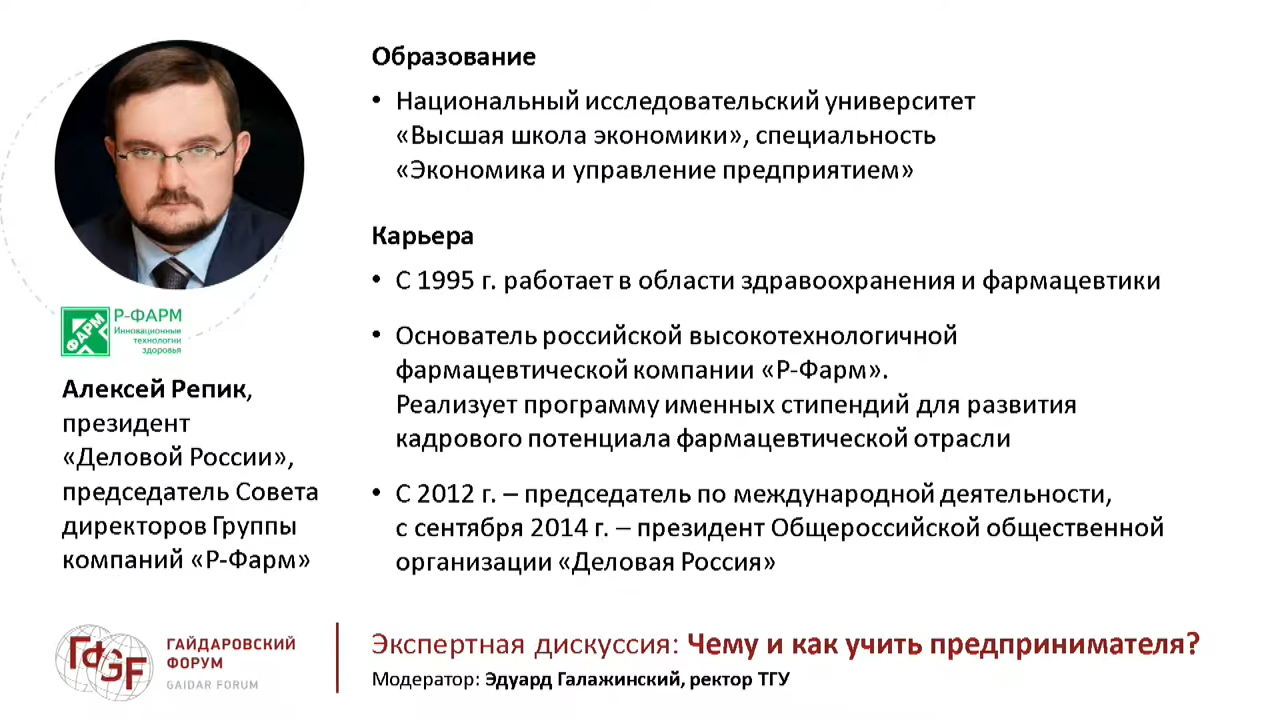 Образование
• Национальный исследовательский университет
«Высшая школа экономики», специальность
«Экономика и управление предприятием»
Карьера
• С 1995 г. работает в области здравоохранения и фармацевтики
• Основатель российской высокотехнологичной
фармацевтической компании «Р-Фарм».
Реализует программу именных стипендий для развития
кадрового потенциала фармацевтической отрасли
• С 2012 г. – председатель по международной деятельности,
с сентября 2014 г. – президент Общероссийской общественной
организации «Деловая Россия»
ФАРМ
Р-ФАРМ
Инновационные
технологии
здоровья
Алексей Репик,
президент
«Деловой России»,
председатель Совета
директоров Группы
компаний «Р-Фарм»
ГАЙДАРОВСКИЙ
ФОРУМ
GAIDAR FORUM
Экспертная дискуссия: Чему и как учить предпринимателя?
Модератор: Эдуард Галажинский, ректор ТГУ